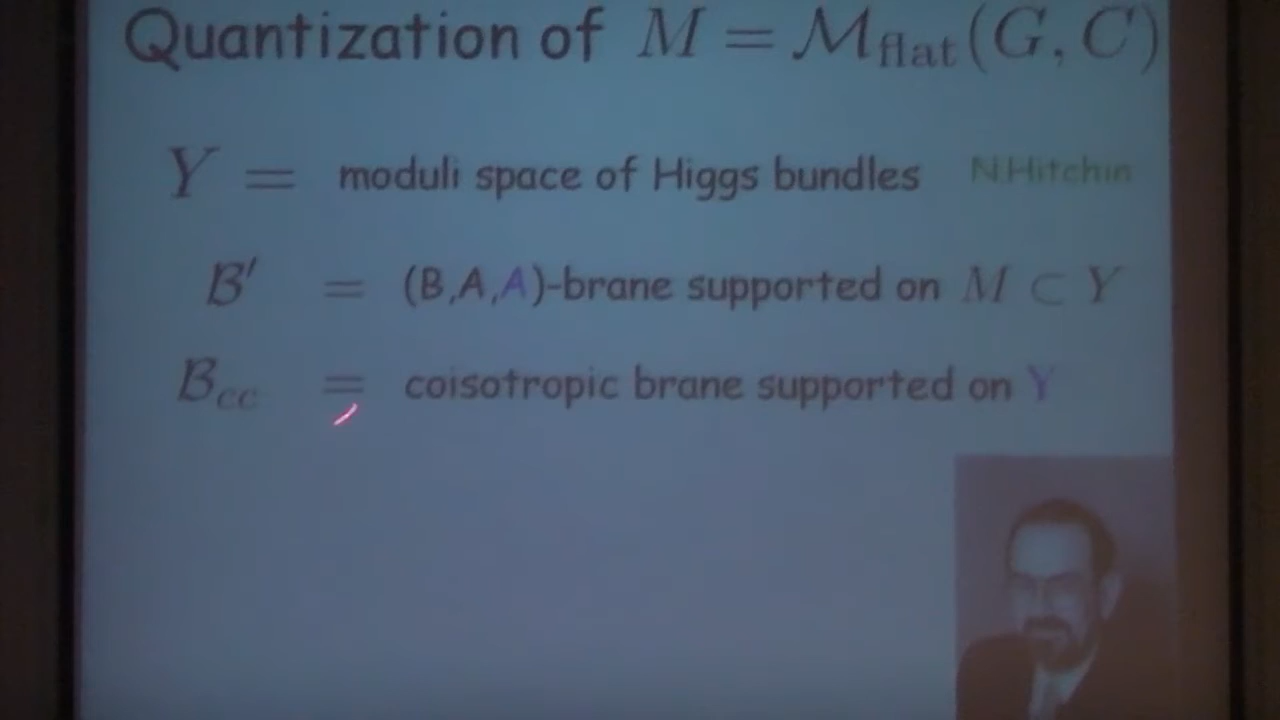 Quantization of M = M_flat(G, C)
Y = moduli space of Higgs bundles N.Hitchin
B′ = (B,A,A)-brane supported on M ⊂ Y
B_cc = coisotropic brane supported on Y